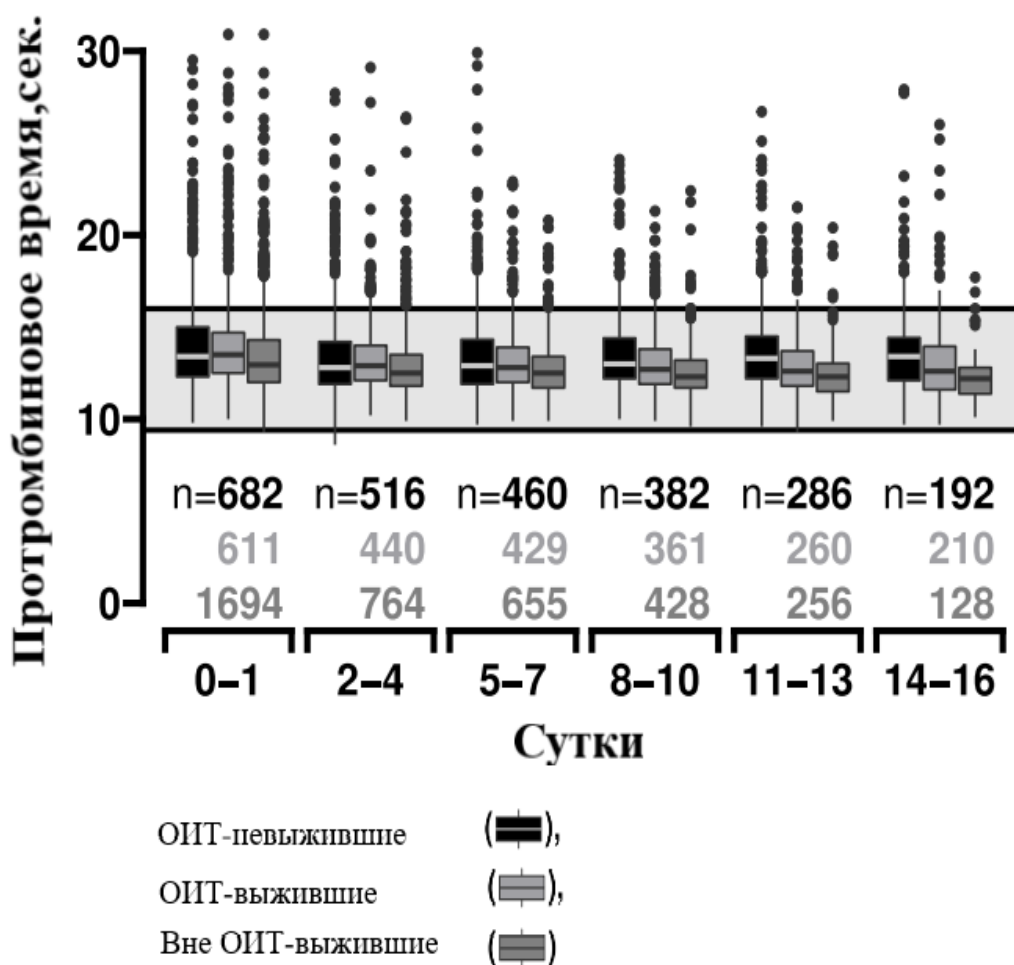 Протромбиновое время,сек.
30
20
10
0
n=682 n=516 n=460 n=382 n=286 n=192
611 440 429 361 260 210
1694 764 655 428 256 128
0–1 2–4 5–7 8–10 11–13 14–16
Сутки
ОИТ-невыжившие ( ),
ОИТ-выжившие ( ),
Вне ОИТ-выжившие ( )